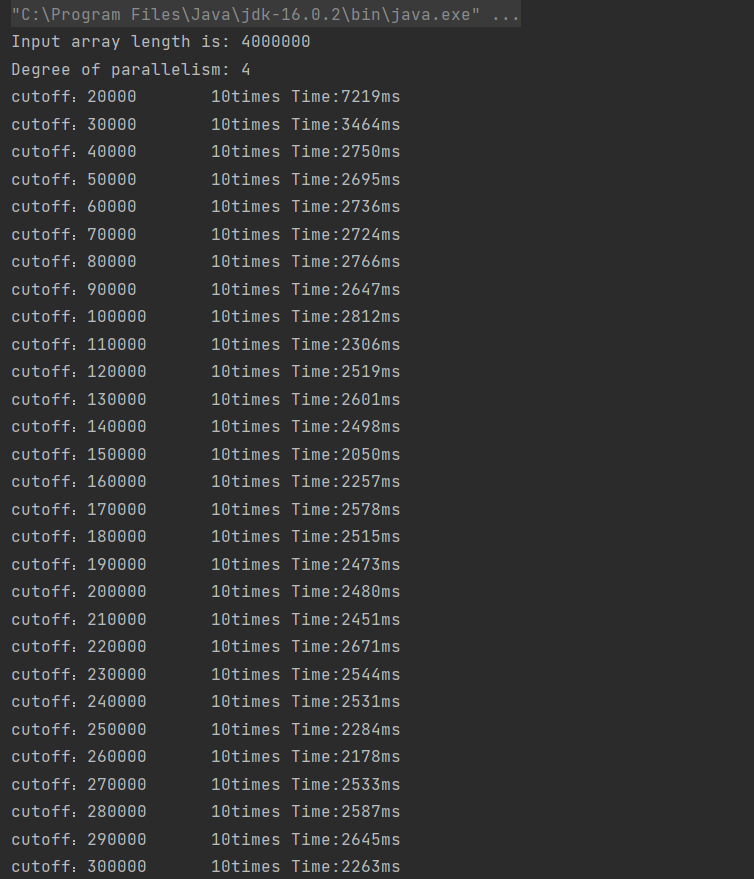 "C:\Program Files\Java\jdk-16.0.2\bin\java.exe" ...
Input array length is: 4000000
Degree of parallelism: 4
cutoff：20000 10times Time:7219ms
cutoff：30000 10times Time:3464ms
cutoff：40000 10times Time:2750ms
cutoff：50000 10times Time:2695ms
cutoff：60000 10times Time:2736ms
cutoff：70000 10times Time:2724ms
cutoff：80000 10times Time:2766ms
cutoff：90000 10times Time:2647ms
cutoff：100000 10times Time:2812ms
cutoff：110000 10times Time:2306ms
cutoff：120000 10times Time:2519ms
cutoff：130000 10times Time:2601ms
cutoff：140000 10times Time:2498ms
cutoff：150000 10times Time:2050ms
cutoff：160000 10times Time:2257ms
cutoff：170000 10times Time:2578ms
cutoff：180000 10times Time:2515ms
cutoff：190000 10times Time:2473ms
cutoff：200000 10times Time:2480ms
cutoff：210000 10times Time:2451ms
cutoff：220000 10times Time:2671ms
cutoff：230000 10times Time:2544ms
cutoff：240000 10times Time:2531ms
cutoff：250000 10times Time:2284ms
cutoff：260000 10times Time:2178ms
cutoff：270000 10times Time:2533ms
cutoff：280000 10times Time:2587ms
cutoff：290000 10times Time:2645ms
cutoff：300000 10times Time:2263ms